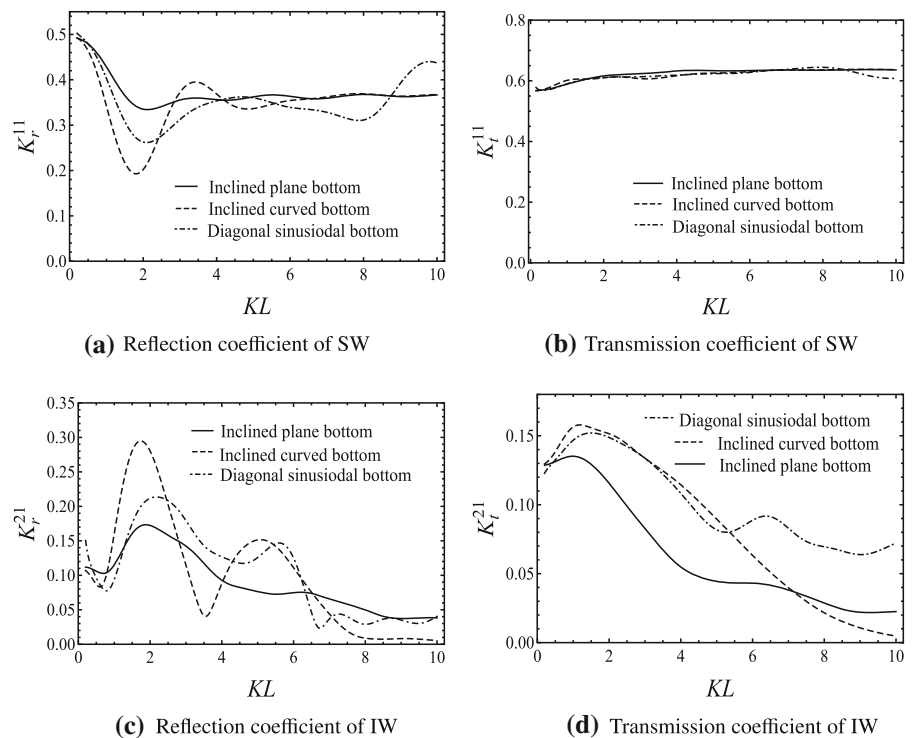 0.5
0.4
0.3
0.2
0.1
0.0
0 2 4 6 8 10
K_r^{11}
KL
Inclined plane bottom
Inclined curved bottom
Diagonal sinusiodal bottom
(a) Reflection coefficient of SW
0.8
0.6
0.4
0.2
0.0
0 2 4 6 8 10
K_t^{11}
KL
Inclined plane bottom
Inclined curved bottom
Diagonal sinusiodal bottom
(b) Transmission coefficient of SW
0.35
0.30
0.25
0.20
0.15
0.10
0.05
0.00
0 2 4 6 8 10
K_r^{21}
KL
Inclined plane bottom
Inclined curved bottom
Diagonal sinusiodal bottom
(c) Reflection coefficient of IW
0.15
0.10
0.05
0.00
0 2 4 6 8 10
K_t^{21}
KL
Diagonal sinusiodal bottom
Inclined curved bottom
Inclined plane bottom
(d) Transmission coefficient of IW